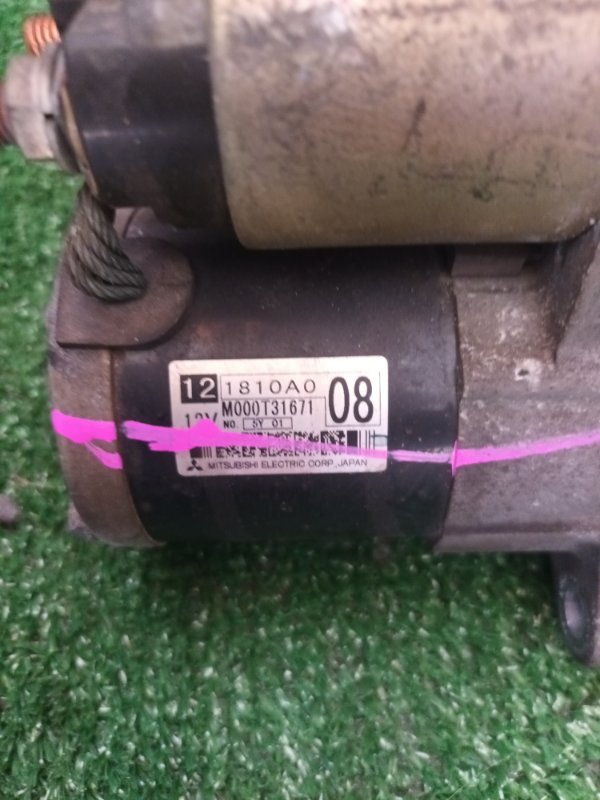 12 1810A0 08
12V M000T31671
NO. 5Y 01
MITSUBISHI ELECTRIC CORP.,JAPAN